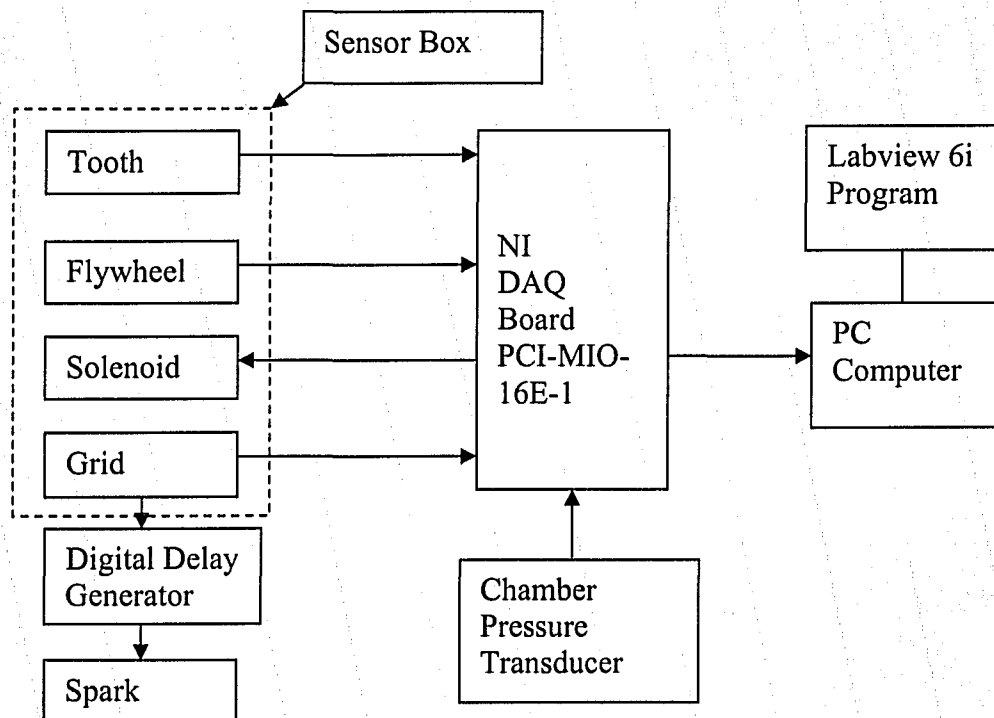 Sensor Box
Tooth
Flywheel
Solenoid
Grid
Digital Delay
Generator
Spark
NI
DAQ
Board
PCI-MIO-
16E-1
Chamber
Pressure
Transducer
Labview 6i
Program
PC
Computer